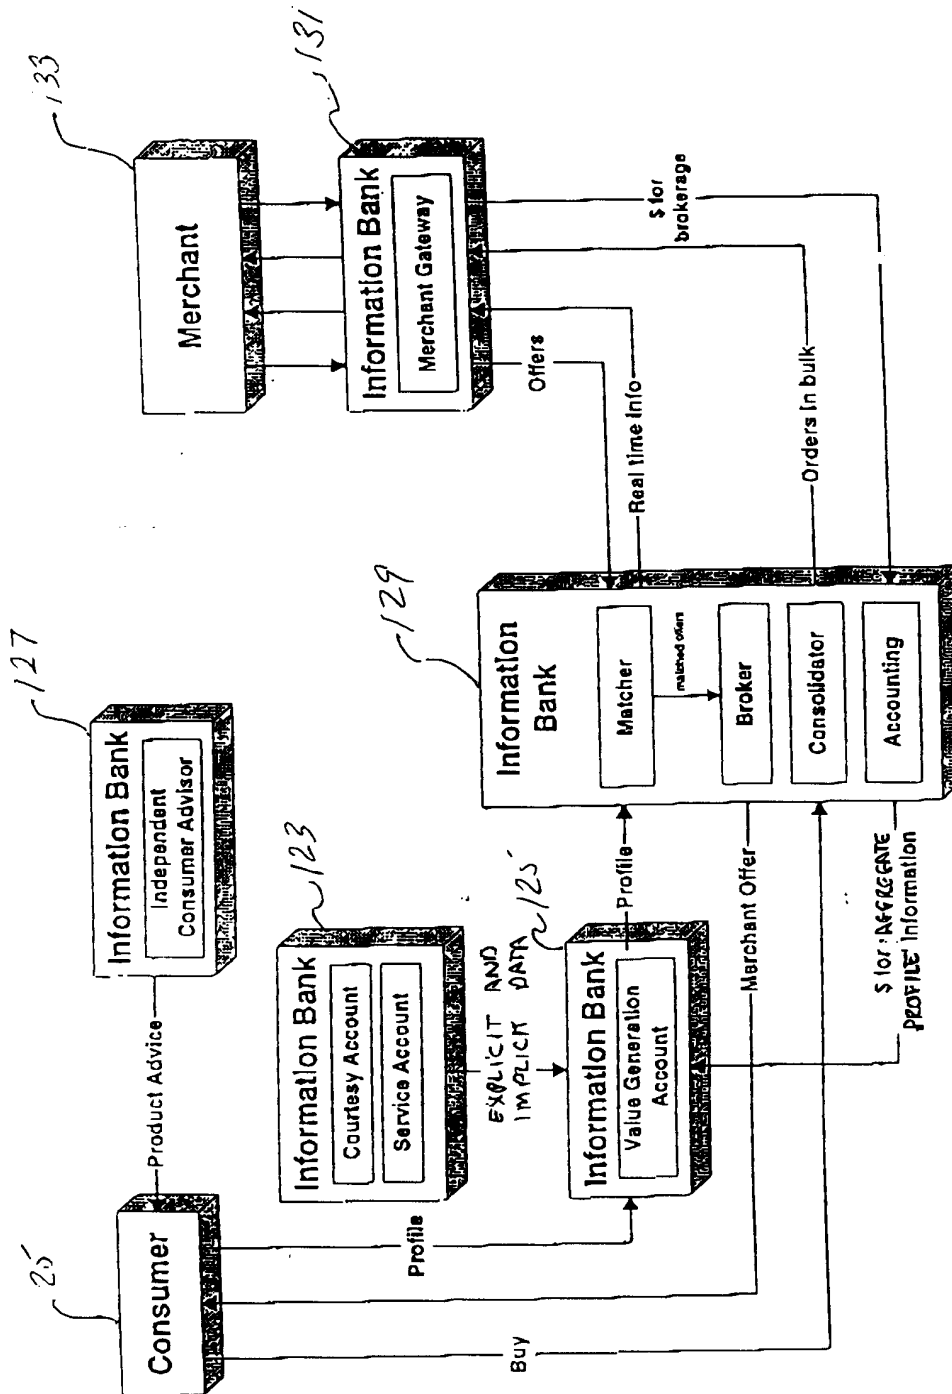 25
Consumer
Product Advice
127
Information Bank
Independent
Consumer Advisor
133
Merchant
131
Information Bank
Merchant Gateway
123
Information Bank
Courtesy Account
Service Account
EXPLICIT AND
IMPLICIT DATA
125
Information Bank
Value Generation
Account
Profile
Profile
129
Information
Bank
Matcher
matched offers
Broker
Consolidator
Accounting
Offers
Real time info
Orders in bulk
$ for
brokerage
Merchant Offer
Buy
$ for AGGREGATE
PROFILE Information